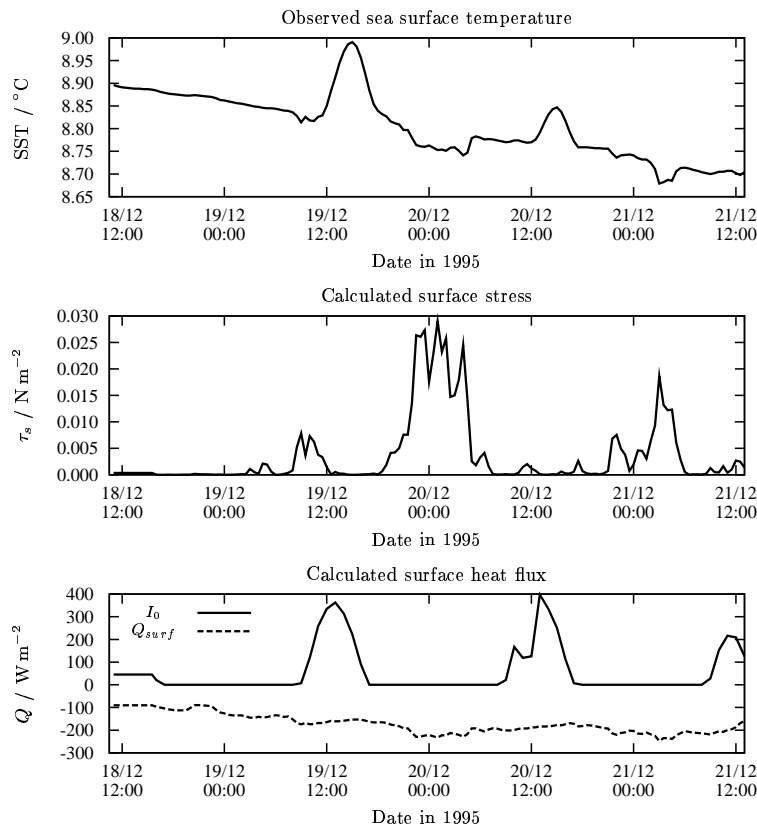 Observed sea surface temperature
SST / °C
9.00
8.95
8.90
8.85
8.80
8.75
8.70
8.65
18/12 19/12 19/12 20/12 20/12 21/12 21/12
12:00 00:00 12:00 00:00 12:00 00:00 12:00
Date in 1995
Calculated surface stress
τs / N m−2
0.030
0.025
0.020
0.015
0.010
0.005
0.000
18/12 19/12 19/12 20/12 20/12 21/12 21/12
12:00 00:00 12:00 00:00 12:00 00:00 12:00
Date in 1995
Calculated surface heat flux
Q / W m−2
400
300
200
100
0
-100
-200
-300
I0
Qsurf
18/12 19/12 19/12 20/12 20/12 21/12 21/12
12:00 00:00 12:00 00:00 12:00 00:00 12:00
Date in 1995